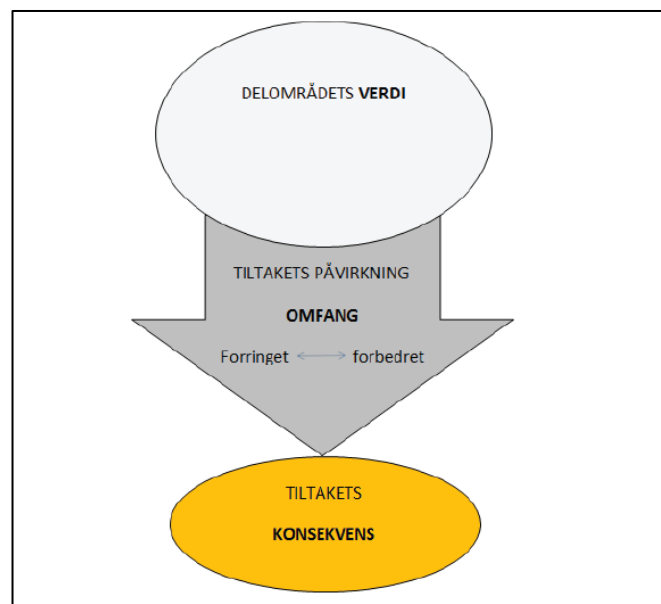 DELOMRÅDETS VERDI
TILTAKETS PÅVIRKNING
OMFANG
Forringet forbedret
TILTAKETS
KONSEKVENS